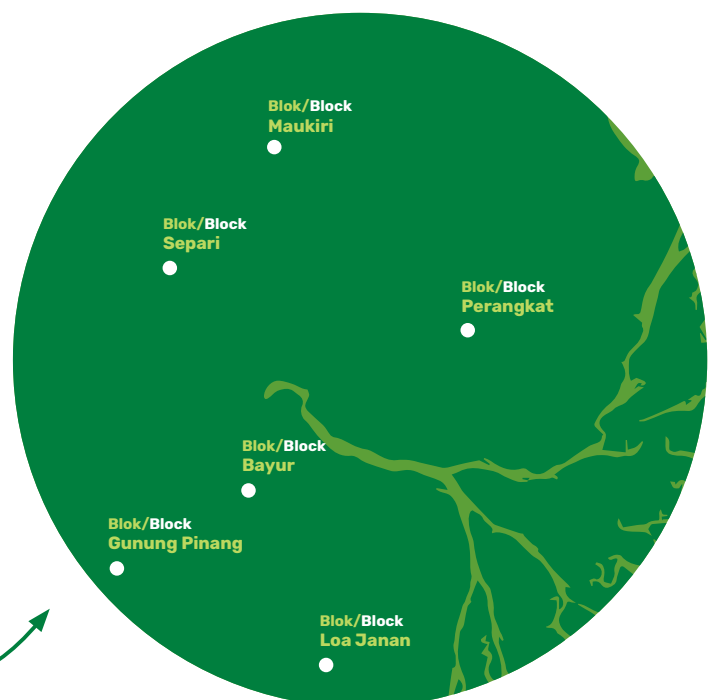 Blok/Block
Maukiri
Blok/Block
Separi
Blok/Block
Perangkat
Blok/Block
Bayur
Blok/Block
Gunung Pinang
Blok/Block
Loa Janan